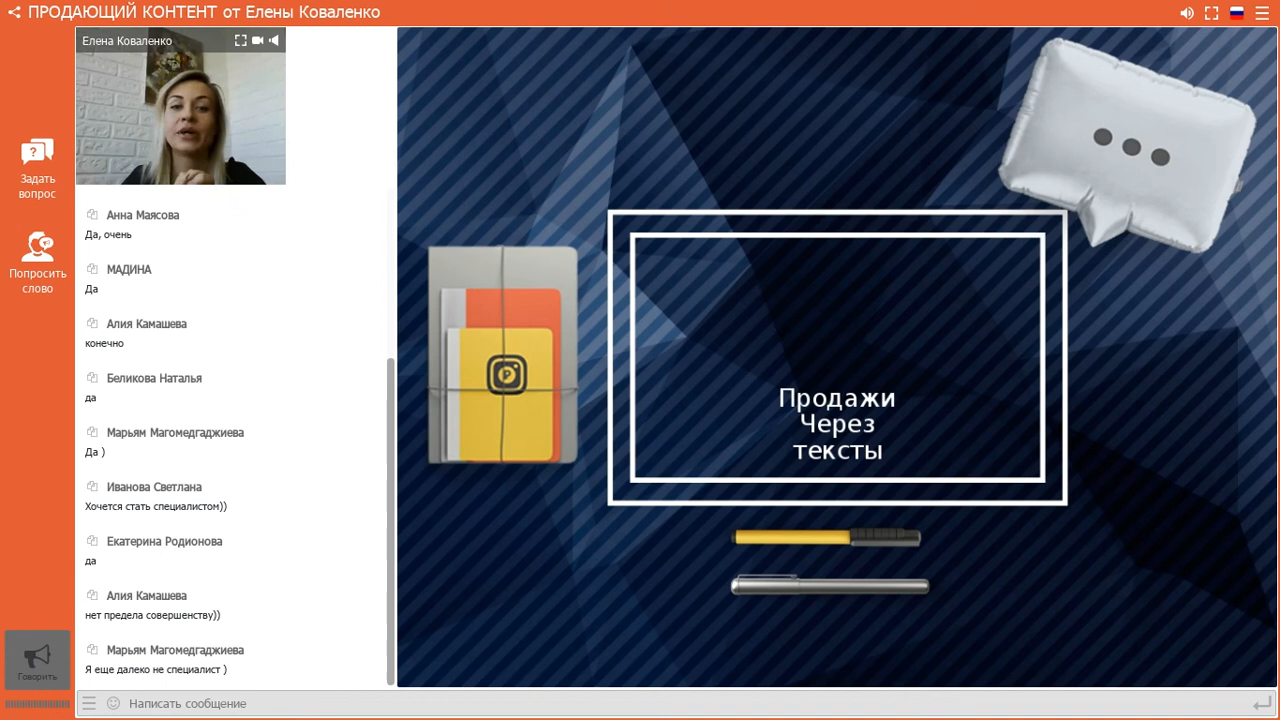 ПРОДАЮЩИЙ КОНТЕНТ от Елены Коваленко
Елена Коваленко
Задать
вопрос
Попросить
слово
Анна Маясова
Да, очень
МАДИНА
Да
Алия Камашева
конечно
Беликова Наталья
да
Марьям Магомедгаджиева
Да )
Иванова Светлана
Хочется стать специалистом))
Екатерина Родионова
да
Алия Камашева
нет предела совершенству))
Марьям Магомедгаджиева
Я еще далеко не специалист )
Говорить
Написать сообщение
Продажи
Через
тексты